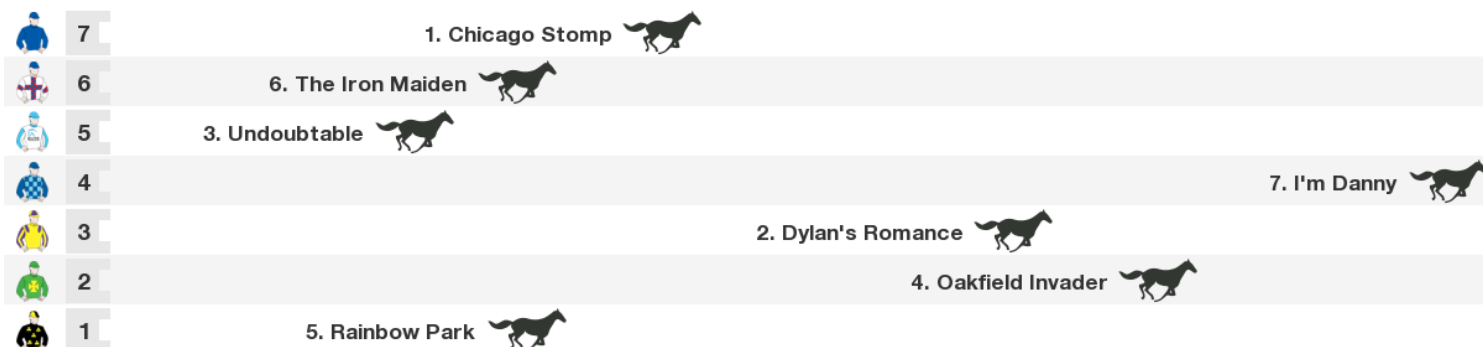 7 1. Chicago Stomp
6 6. The Iron Maiden
5 3. Undoubtable
4 7. I'm Danny
3 2. Dylan's Romance
2 4. Oakfield Invader
1 5. Rainbow Park